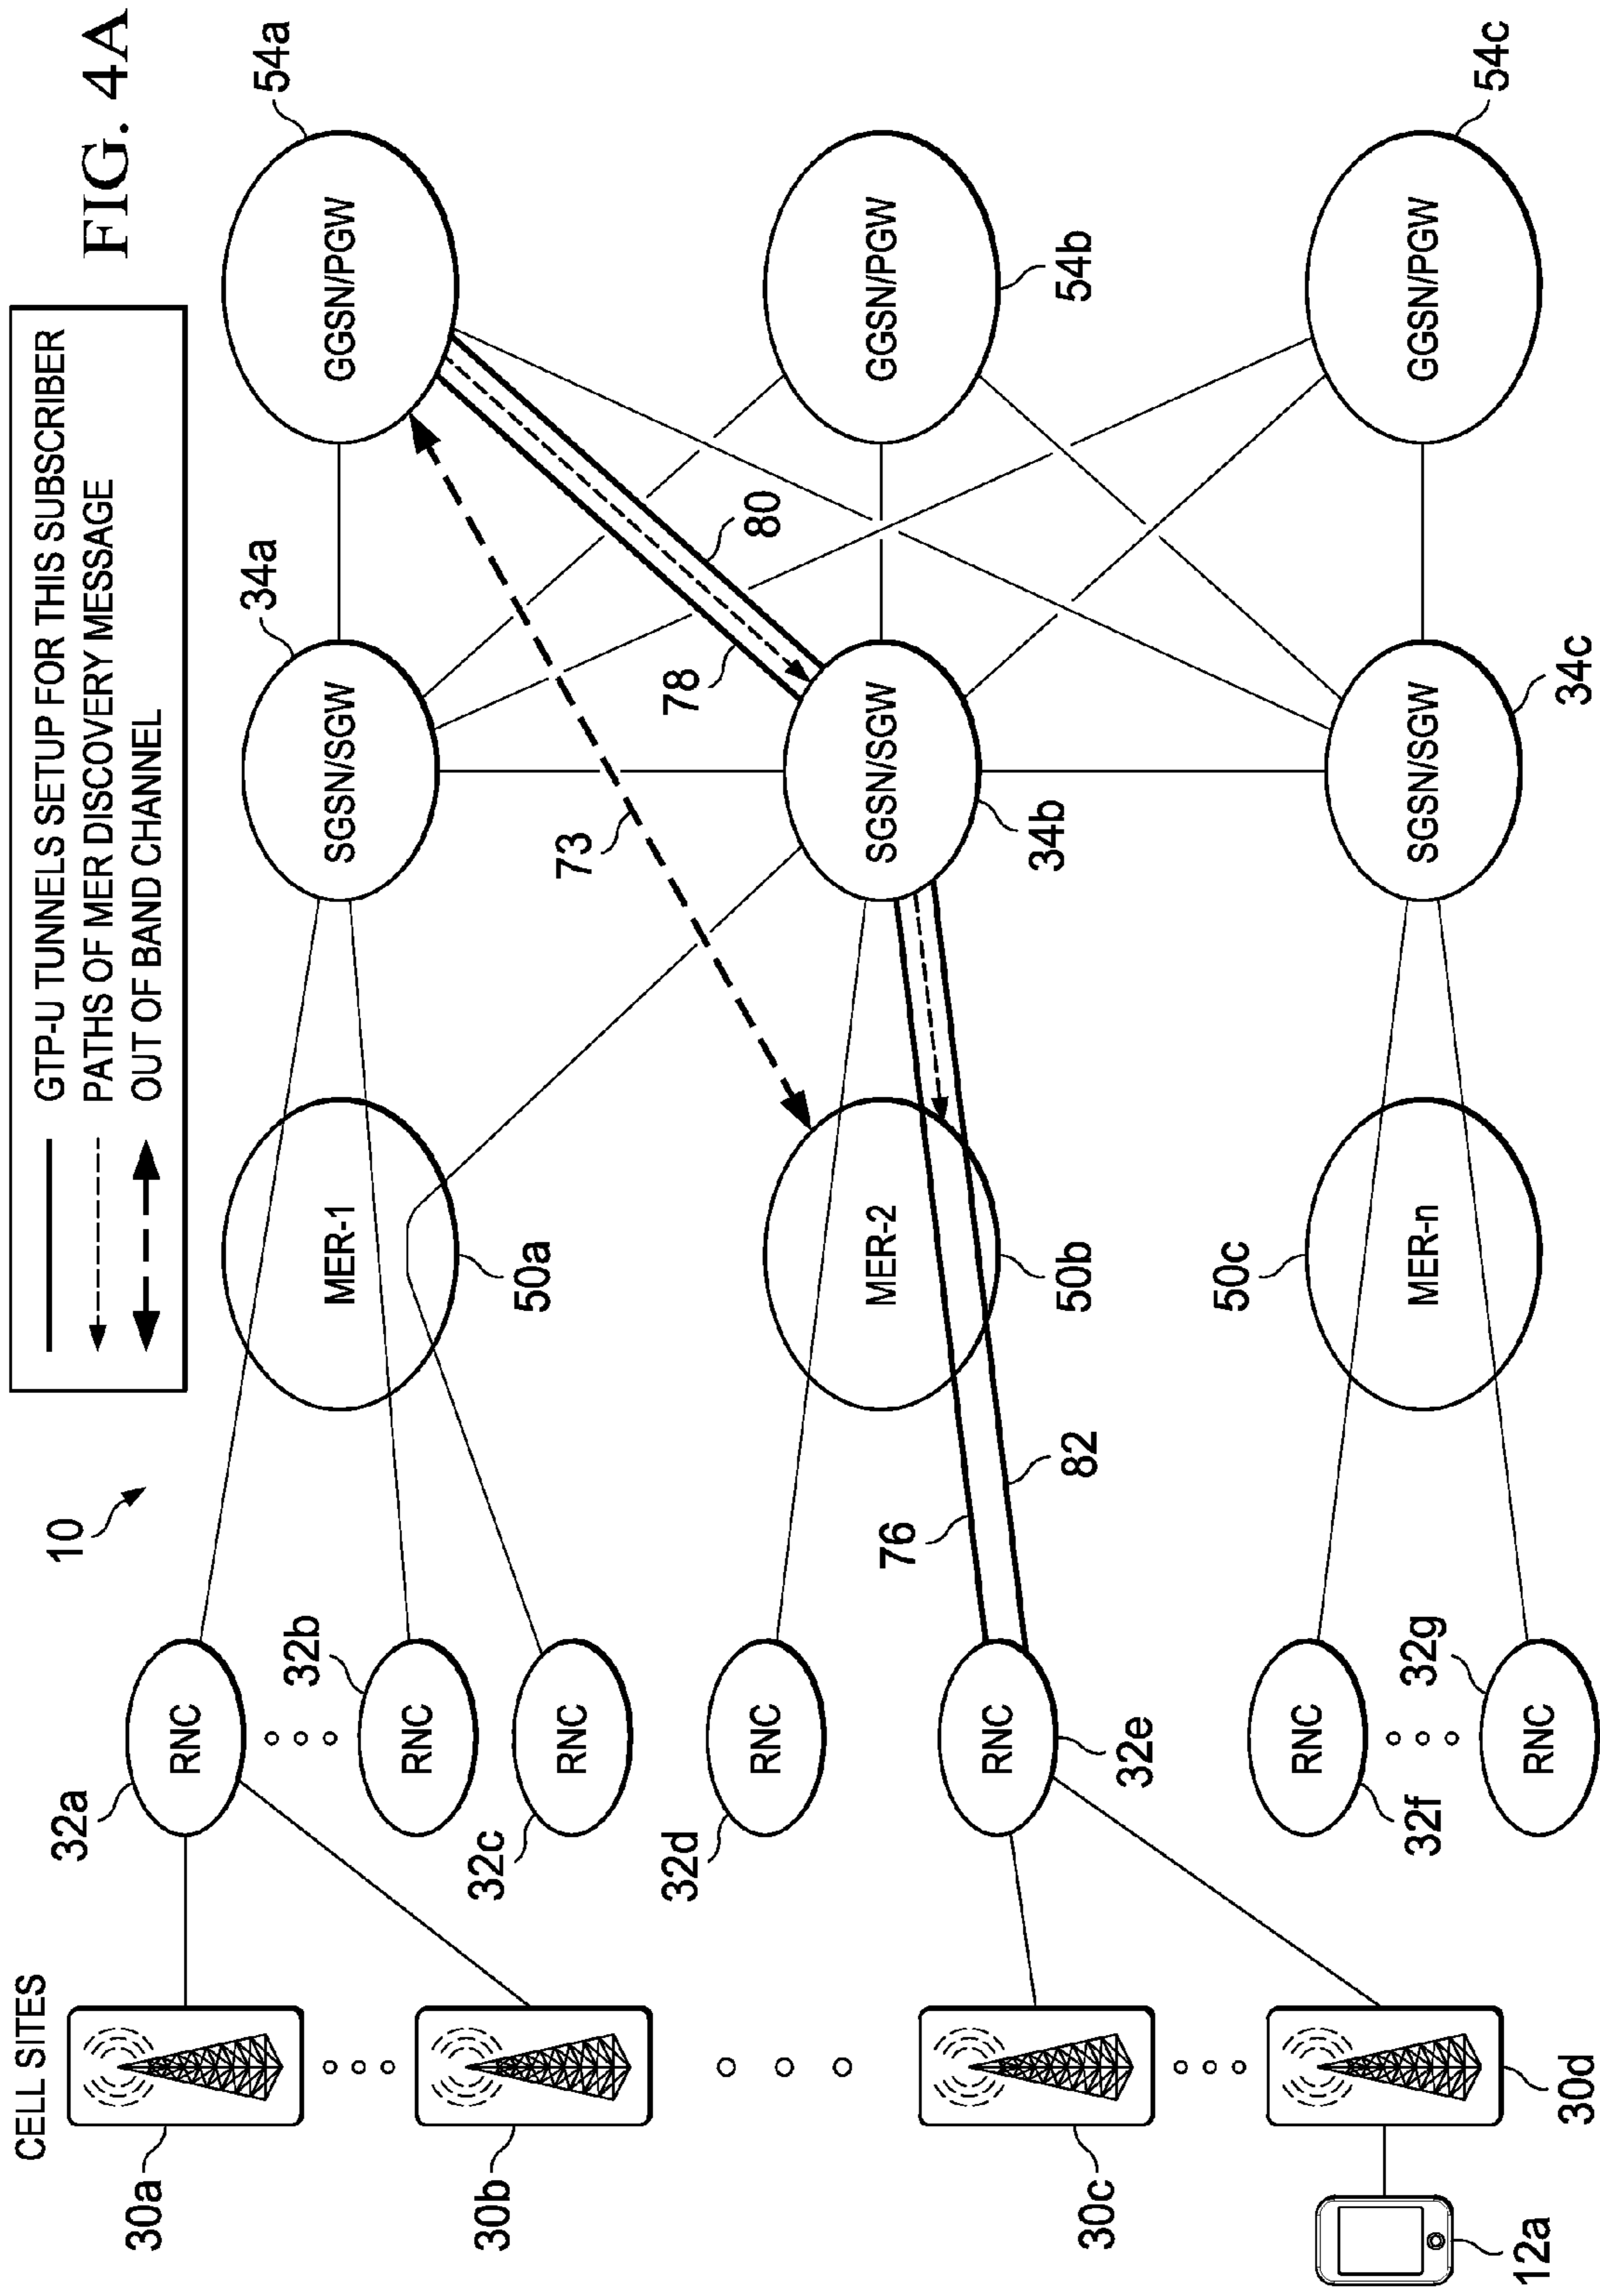 FIG. 4A
GTP-U TUNNELS SETUP FOR THIS SUBSCRIBER
PATHS OF MER DISCOVERY MESSAGE
OUT OF BAND CHANNEL
10
CELL SITES
30a
30b
30c
30d
12a
32a
RNC
32b
RNC
32c
RNC
32d
RNC
32e
RNC
32f
RNC
32g
RNC
76
82
MER-1
50a
MER-2
50b
MER-n
50c
73
78
80
34a
SGSN/SGW
34b
SGSN/SGW
34c
SGSN/SGW
54a
GGSN/PGW
54b
GGSN/PGW
54c
GGSN/PGW